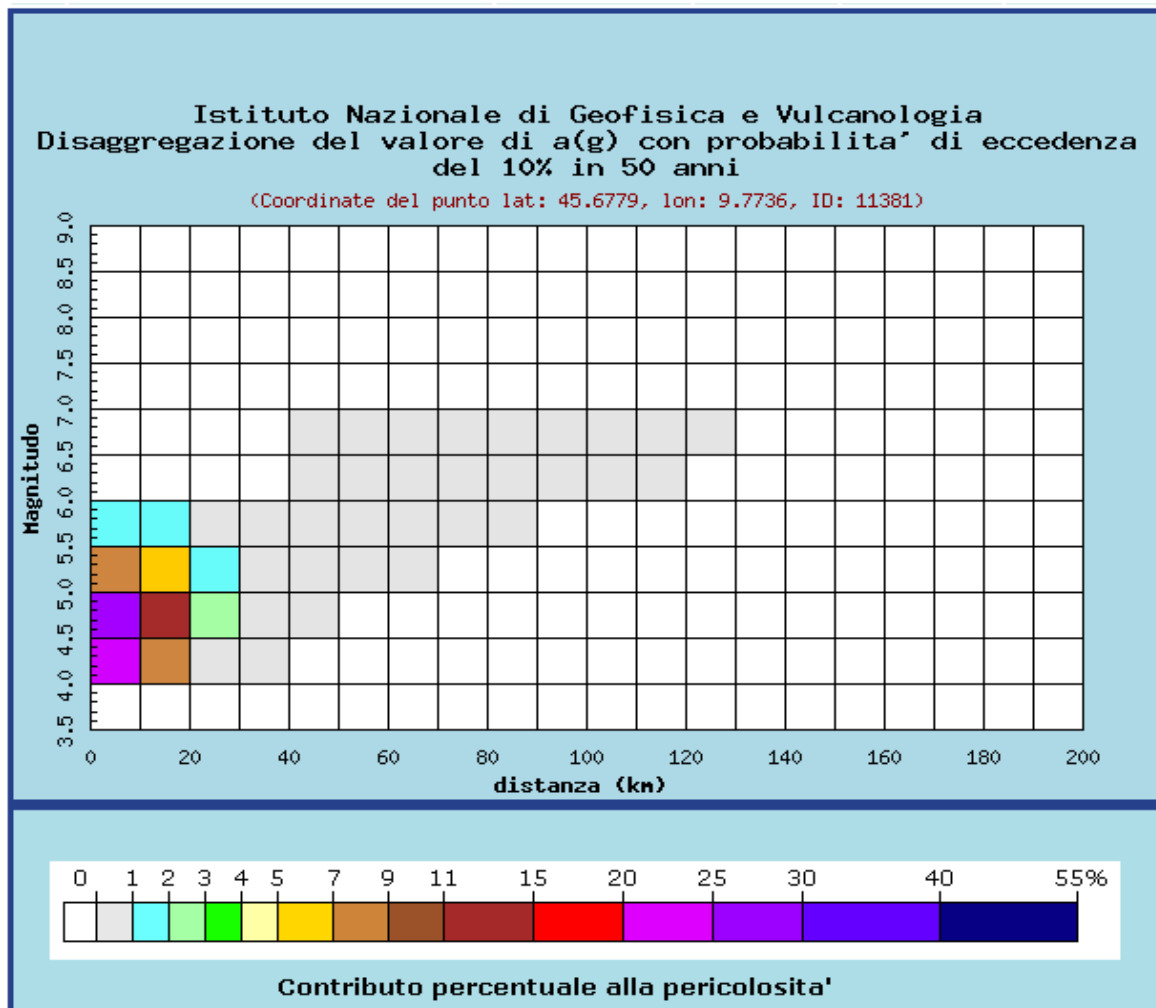 Istituto Nazionale di Geofisica e Vulcanologia
Disaggregazione del valore di a(g) con probabilita' di eccedenza
del 10% in 50 anni
(Coordinate del punto lat: 45.6779, lon: 9.7736, ID: 11381)
9.0
8.5
8.0
7.5
7.0
6.5
6.0
5.5
5.0
4.5
4.0
3.5
Magnitudo
0 20 40 60 80 100 120 140 160 180 200
distanza (km)
0 1 2 3 4 5 7 9 11 15 20 25 30 40 55%
Contributo percentuale alla pericolosita'